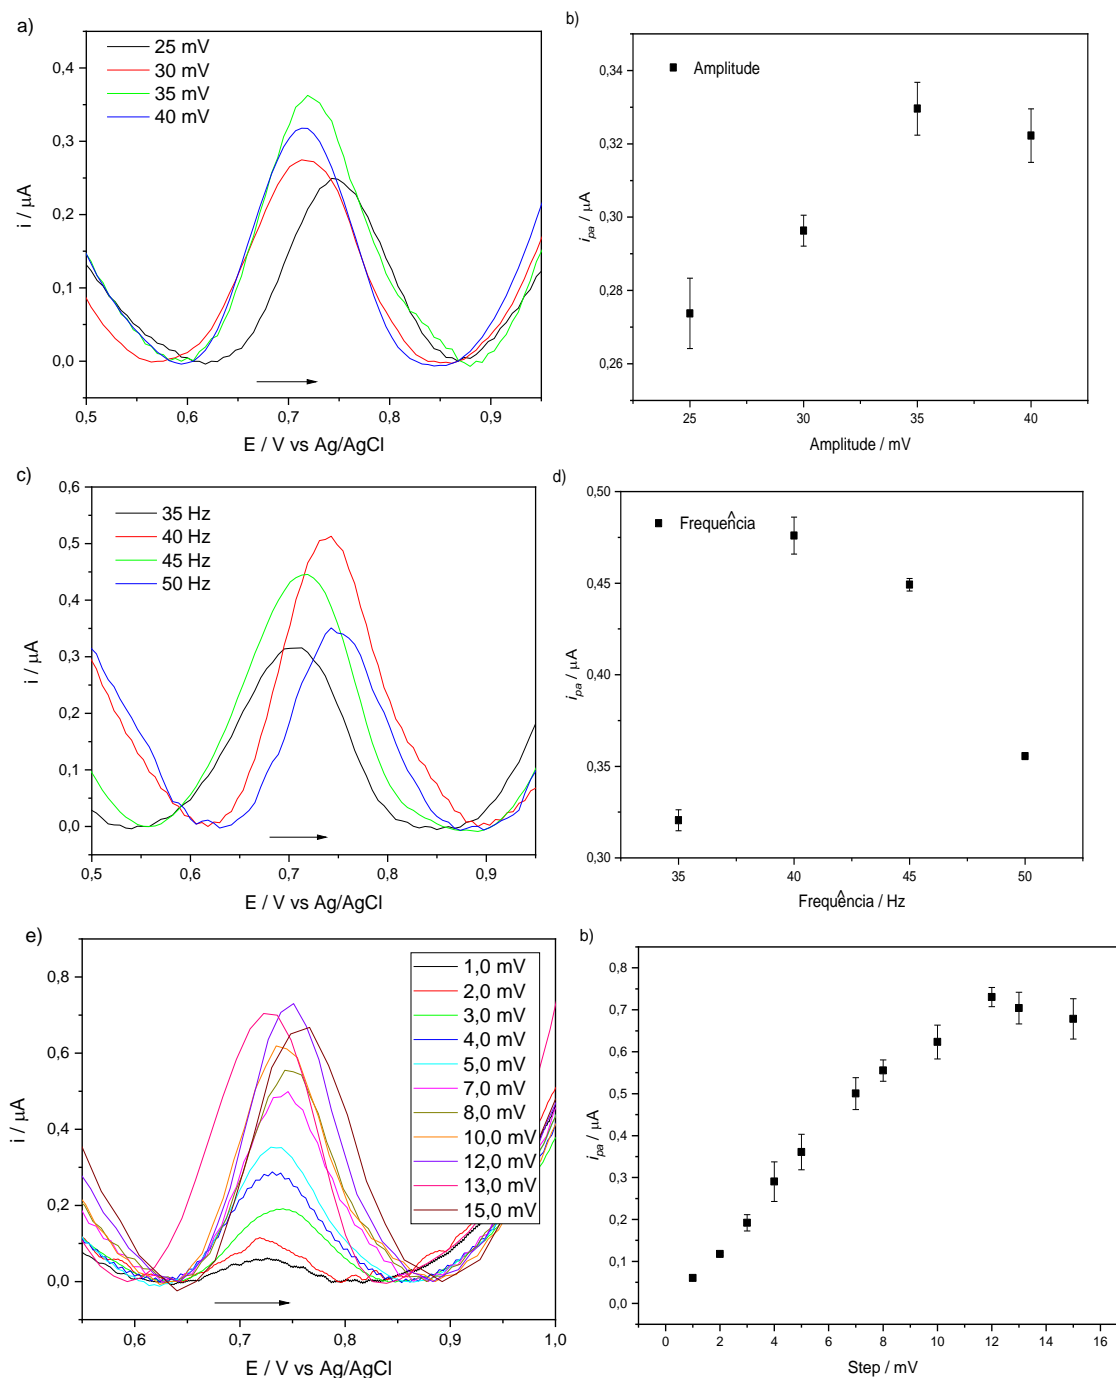 a)
25 mV
30 mV
35 mV
40 mV
0,4
0,3
0,2
0,1
0,0
i / μA
0,5 0,6 0,7 0,8 0,9
E / V vs Ag/AgCl
b)
Amplitude
0,34
0,32
0,30
0,28
0,26
i_pa / μA
25 30 35 40
Amplitude / mV
c)
35 Hz
40 Hz
45 Hz
50 Hz
0,6
0,5
0,4
0,3
0,2
0,1
0,0
i / μA
0,5 0,6 0,7 0,8 0,9
E / V vs Ag/AgCl
d)
Frequência
0,50
0,45
0,35
0,30
i_pa / μA
35 40 45 50
Frequência / Hz
e)
1,0 mV
2,0 mV
3,0 mV
4,0 mV
5,0 mV
7,0 mV
8,0 mV
10,0 mV
12,0 mV
13,0 mV
15,0 mV
0,8
0,6
0,4
0,2
0,0
i / μA
0,6 0,7 0,8 0,9 1,0
E / V vs Ag/AgCl
b)
0,8
0,7
0,6
0,5
0,4
0,3
0,2
0,1
0,0
i_pa / μA
0 2 4 6 8 10 12 14 16
Step / mV